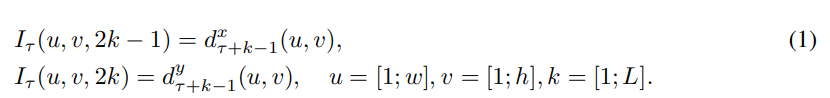 I_τ(u, v, 2k − 1) = d^x_{τ+k−1}(u, v), (1)
I_τ(u, v, 2k) = d^y_{τ+k−1}(u, v), u = [1; w], v = [1; h], k = [1; L].